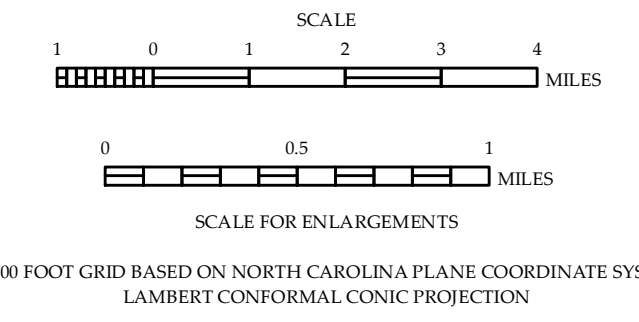 SCALE
1 0 1 2 3 4
MILES
0 0.5 1
MILES
SCALE FOR ENLARGEMENTS
00 FOOT GRID BASED ON NORTH CAROLINA PLANE COORDINATE SYS
LAMBERT CONFORMAL CONIC PROJECTION